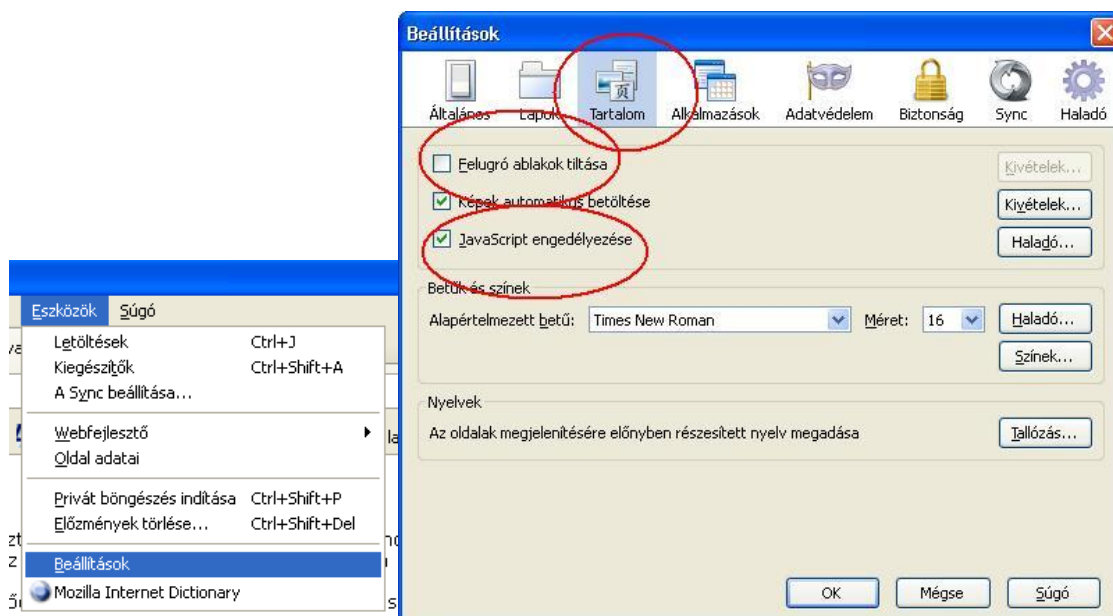 Beállítások
Általános Lapok Tartalom Alkalmazások Adatvédelem Biztonság Sync Haladó
Felugró ablakok tiltása Kivételek...
Képek automatikus betöltése Kivételek...
JavaScript engedélyezése Haladó...
Betűk és színek
Alapértelmezett betű: Times New Roman Méret: 16 Haladó...
Színek...
Nyelvek
Az oldalak megjelenítésére előnyben részesített nyelv megadása Tallózás...
OK Mégse Súgó
Eszközök Súgó
Letöltések Ctrl+J
Kiegészítők Ctrl+Shift+A
A Sync beállítása...
Webfejlesztő
Oldal adatai
Privát böngészés indítása Ctrl+Shift+P
Előzmények törlése... Ctrl+Shift+Del
Beállítások
Mozilla Internet Dictionary